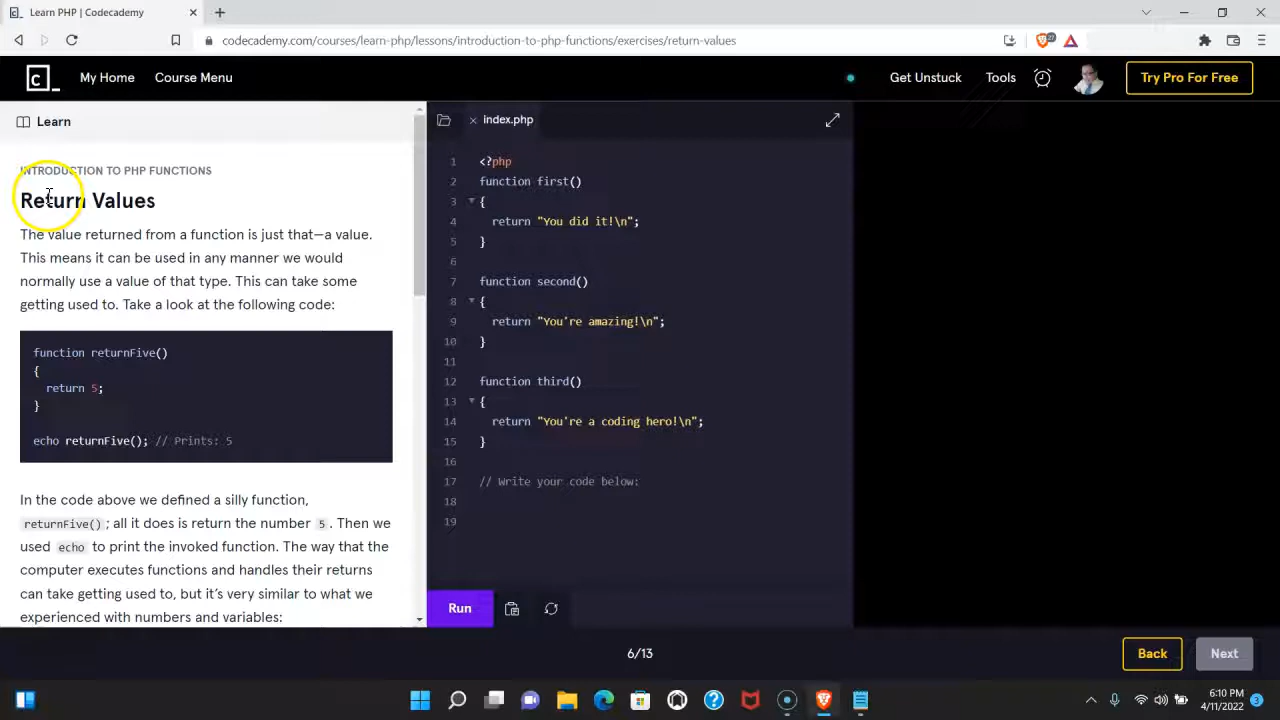 Learn PHP | Codecademy
codecademy.com/courses/learn-php/lessons/introduction-to-php-functions/exercises/return-values
27
My Home
Course Menu
Get Unstuck
Tools
Try Pro For Free
Learn
INTRODUCTION TO PHP FUNCTIONS
Return Values
The value returned from a function is just that—a value.
This means it can be used in any manner we would
normally use a value of that type. This can take some
getting used to. Take a look at the following code:
function returnFive()
{
return 5;
}
echo returnFive(); // Prints: 5
In the code above we defined a silly function,
returnFive(); all it does is return the number 5. Then we
used echo to print the invoked function. The way that the
computer executes functions and handles their returns
can take getting used to, but it's very similar to what we
experienced with numbers and variables:
index.php
1 <?php
2 function first()
3 {
4 return "You did it!\n";
5 }
6
7 function second()
8 {
9 return "You're amazing!\n";
10 }
11
12 function third()
13 {
14 return "You're a coding hero!\n";
15 }
16
17 // Write your code below:
18
19
Run
6/13
Back
Next
6:10 PM
4/11/2022
3